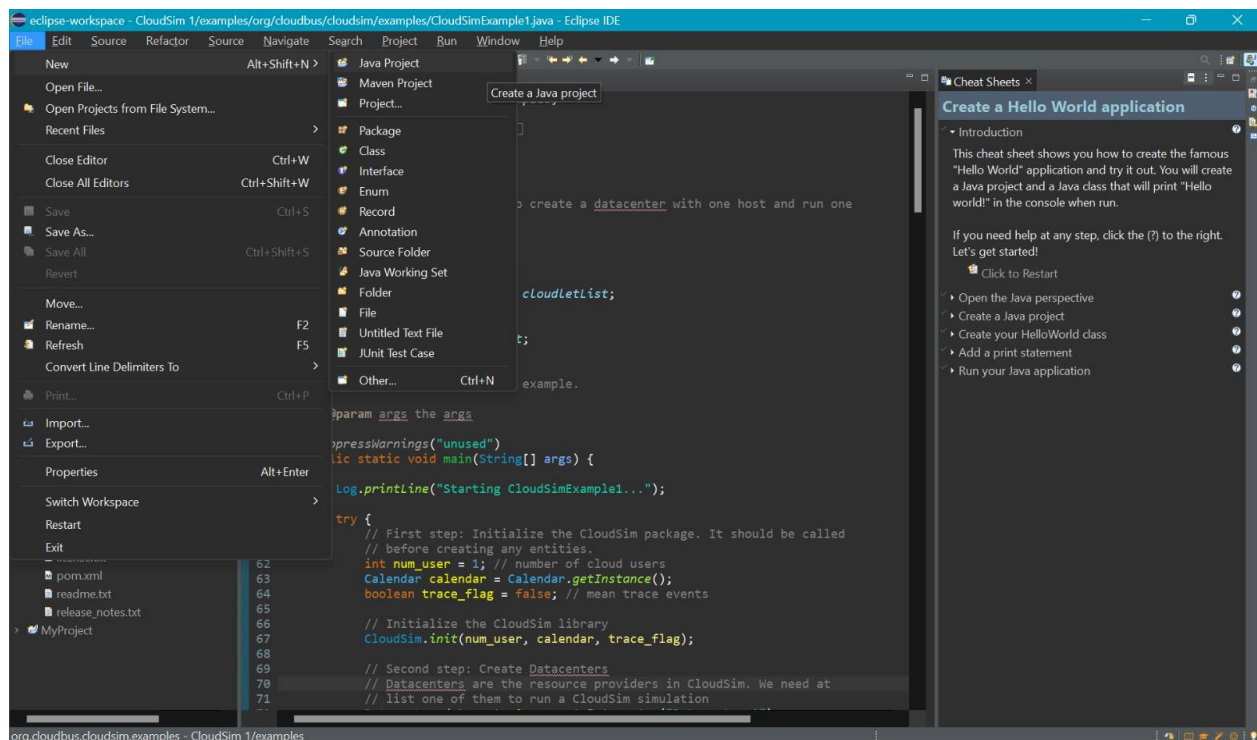 eclipse-workspace - CloudSim 1/examples/org/cloudbus/cloudsim/examples/CloudSimExample1.java - Eclipse IDE
File Edit Source Refactor Source Navigate Search Project Run Window Help
New Alt+Shift+N >
Open File...
Open Projects from File System...
Recent Files >
Close Editor Ctrl+W
Close All Editors Ctrl+Shift+W
Save Ctrl+S
Save As...
Save All Ctrl+Shift+S
Revert
Move...
Rename... F2
Refresh F5
Convert Line Delimiters To >
Print... Ctrl+P
Import...
Export...
Properties Alt+Enter
Switch Workspace >
Restart
Exit
Java Project
Maven Project
Project...
Create a Java project
Package
Class
Interface
Enum
Record
Annotation
Source Folder
Java Working Set
Folder
File
Untitled Text File
JUnit Test Case
Other... Ctrl+N
pom.xml
readme.txt
release_notes.txt
> MyProject
create a datacenter with one host and run one
cloudletList;
t;
example.
@param args the args
ppressWarnings("unused")
lic static void main(String[] args) {
Log.printLine("Starting CloudSimExample1...");
try {
// First step: Initialize the CloudSim package. It should be called
// before creating any entities.
62 int num_user = 1; // number of cloud users
63 Calendar calendar = Calendar.getInstance();
64 boolean trace_flag = false; // mean trace events
65
66 // Initialize the CloudSim library
67 CloudSim.init(num_user, calendar, trace_flag);
68
69 // Second step: Create Datacenters
70 // Datacenters are the resource providers in CloudSim. We need at
71 // list one of them to run a CloudSim simulation
Cheat Sheets ×
Create a Hello World application
Introduction
This cheat sheet shows you how to create the famous
"Hello World" application and try it out. You will create
a Java project and a Java class that will print "Hello
world!" in the console when run.
If you need help at any step, click the (?) to the right.
Let's get started!
Click to Restart
Open the Java perspective
Create a Java project
Create your HelloWorld class
Add a print statement
Run your Java application
org.cloudbus.cloudsim.examples - CloudSim 1/examples